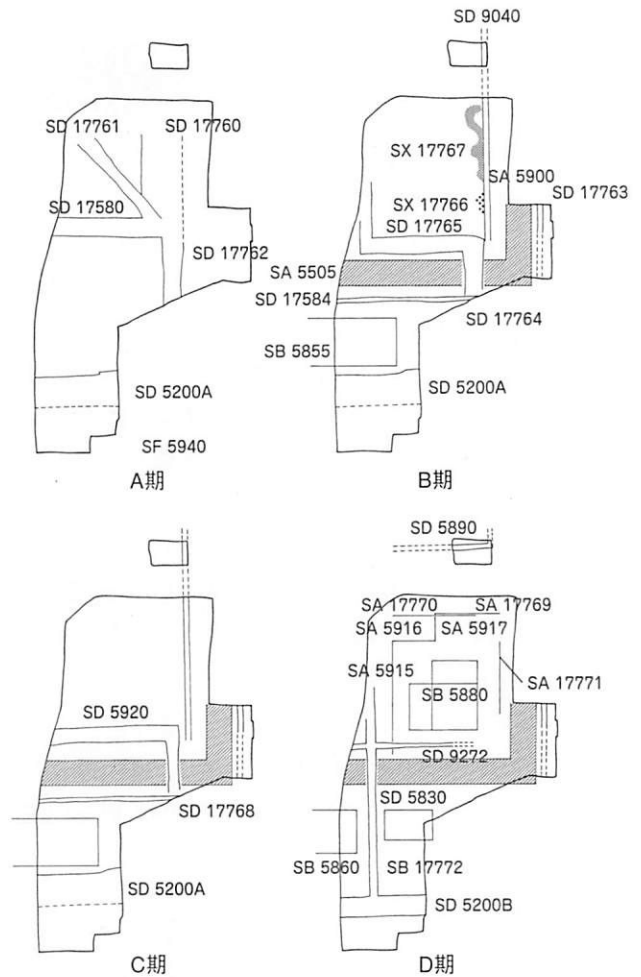 SD 17761
SD 17760
SD 17580
SD 17762
SD 5200A
SF 5940
A期
SD 9040
SX 17767
SA 5900
SX 17766
SD 17763
SD 17765
SA 5505
SD 17584
SD 17764
SB 5855
SD 5200A
B期
SD 5920
SD 17768
SD 5200A
C期
SD 5890
SA 17770
SA 17769
SA 5916
SA 5917
SA 5915
SA 17771
SB 5880
SD 9272
SD 5830
SB 5860
SB 17772
SD 5200B
D期